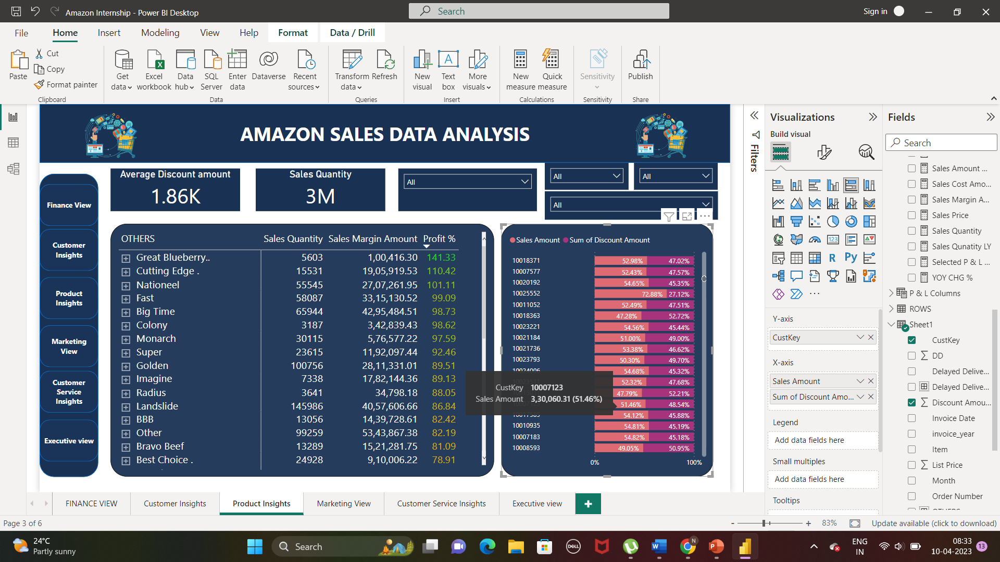 Amazon Internship - Power BI Desktop
Search
Sign in
File
Home
Insert
Modeling
View
Help
Format
Data / Drill
Paste
Cut
Copy
Format painter
Clipboard
Get data
Excel workbook
Data hub
SQL Server
Enter data
Dataverse
Recent sources
Data
Transform data
Refresh
Queries
New visual
Text box
More visuals
Insert
New measure
Quick measure
Calculations
Sensitivity
Sensitivity
Publish
Share
AMAZON SALES DATA ANALYSIS
Finance View
Customer
Insights
Product
Insights
Marketing
View
Customer
Service
Insights
Executive view
Average Discount amount
1.86K
Sales Quantity
3M
All
All
All
All
OTHERS Sales Quantity Sales Margin Amount Profit %
Great Blueberry.. 5603 1,00,416.30 141.33
Cutting Edge . 15531 19,05,919.53 110.42
Nationeel 55545 27,07,261.95 101.11
Fast 58087 33,15,130.52 99.09
Big Time 65944 42,95,484.51 98.73
Colony 3187 3,42,839.43 98.62
Monarch 30115 5,76,577.22 97.59
Super 23615 11,92,097.44 92.46
Golden 100756 28,11,331.01 89.51
Imagine 7338 17,82,144.36 89.13
Radius 3641 34,798.18 88.05
Landslide 145986 40,57,606.66 86.84
BBB 13056 14,39,728.61 82.42
Other 99259 53,43,867.38 82.19
Bravo Beef 13289 15,21,281.75 81.09
Best Choice . 24928 9,10,006.22 78.91
Sales Amount Sum of Discount Amount
10018371 52.98% 47.02%
10007577 52.43% 47.57%
10020192 54.65% 45.35%
10025552 72.88% 27.12%
10011052 52.49% 47.51%
10018363 47.28% 52.72%
10023221 54.56% 45.44%
10021184 51.00% 49.00%
10021736 53.38% 46.62%
10023793 50.30% 49.70%
54.68% 45.32%
52.32% 47.68%
47.79% 52.21%
51.46% 48.54%
54.12% 45.88%
10010935 54.81% 45.19%
10007183 54.82% 45.18%
10008593 49.05% 50.95%
0% 100%
CustKey 10007123
Sales Amount 3,30,060.31 (51.46%)
Filters
Visualizations
Build visual
R
Py
123
Y-axis
CustKey
X-axis
Sales Amount
Sum of Discount Amo...
Legend
Add data fields here
Small multiples
Add data fields here
Tooltips
Fields
Search
Sales Amount ...
Sales Cost Amo...
Sales Margin A...
Sales Price
Sales Quantity
Sales Qunatity LY
Selected P & L ...
YOY CHG %
P & L Columns
ROWS
Sheet1
CustKey
DD
Delayed Delive...
Delayed Delive...
Discount Amou...
Invoice Date
invoice_year
Item
List Price
Month
Order Number
FINANCE VIEW
Customer Insights
Product Insights
Marketing View
Customer Service Insights
Executive view
Page 3 of 6
- + 83%
Update available (click to download)
24°C
Partly sunny
Search
DELL
N
ENG
IN
08:33
10-04-2023
13